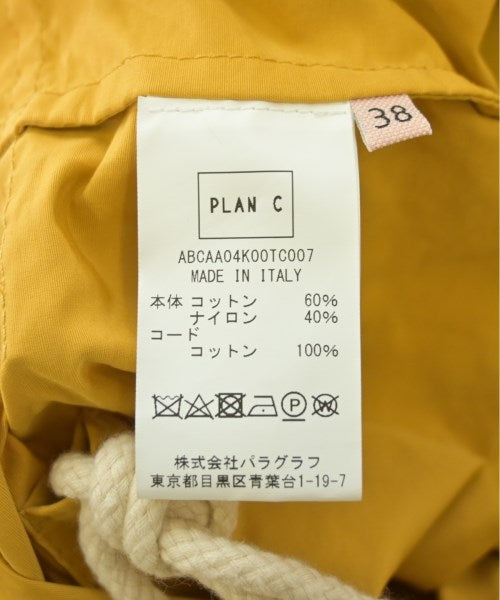 38
PLAN C
ABCAA04K00TC007
MADE IN ITALY
本体 コットン 60%
ナイロン 40%
コード
コットン 100%
P W
株式会社パラグラフ
東京都目黒区青葉台1-19-7